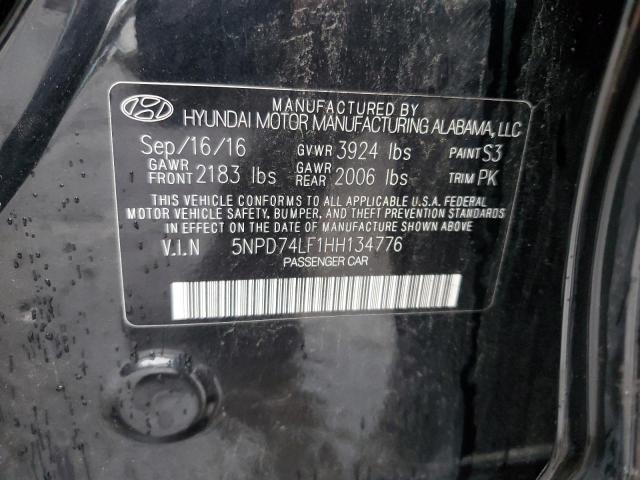 MANUFACTURED BY
HYUNDAI MOTOR MANUFACTURING ALABAMA, LLC
Sep/16/16 GVWR 3924 lbs PAINT S3
GAWR FRONT 2183 lbs GAWR REAR 2006 lbs TRIM PK
THIS VEHICLE CONFORMS TO ALL APPLICABLE U.S.A. FEDERAL
MOTOR VEHICLE SAFETY, BUMPER, AND THEFT PREVENTION STANDARDS
IN EFFECT ON THE DATE OF MANUFACTURE SHOWN ABOVE.
V.I.N 5NPD74LF1HH134776
PASSENGER CAR